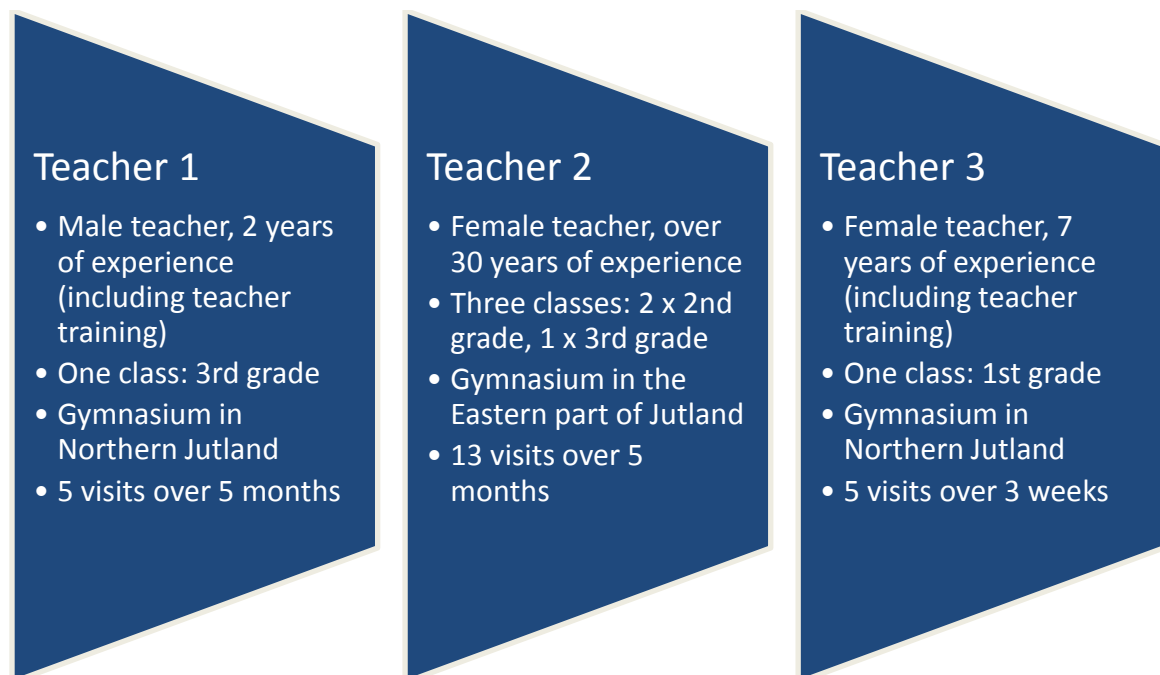 Teacher 1
• Male teacher, 2 years
of experience
(including teacher
training)
• One class: 3rd grade
• Gymnasium in
Northern Jutland
• 5 visits over 5 months
Teacher 2
• Female teacher, over
30 years of experience
• Three classes: 2 x 2nd
grade, 1 x 3rd grade
• Gymnasium in the
Eastern part of Jutland
• 13 visits over 5
months
Teacher 3
• Female teacher, 7
years of experience
(including teacher
training)
• One class: 1st grade
• Gymnasium in
Northern Jutland
• 5 visits over 3 weeks